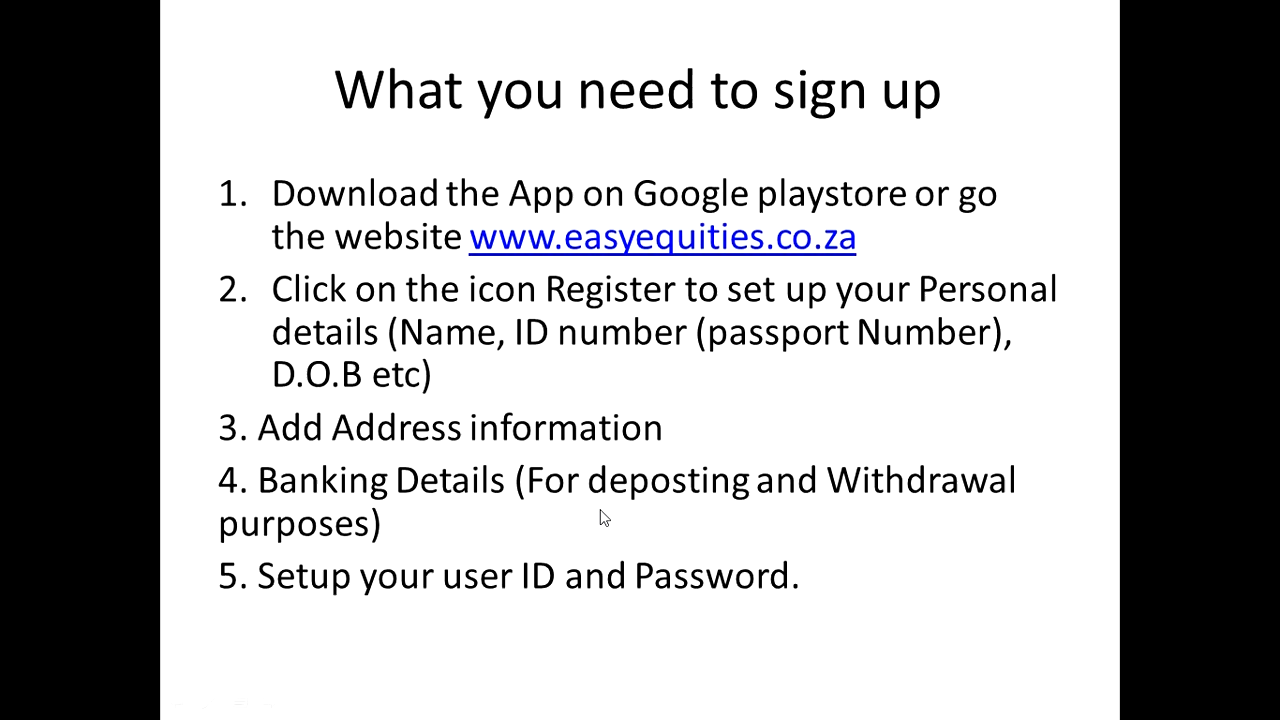 What you need to sign up
1. Download the App on Google playstore or go
the website www.easyequities.co.za
2. Click on the icon Register to set up your Personal
details (Name, ID number (passport Number),
D.O.B etc)
3. Add Address information
4. Banking Details (For deposting and Withdrawal
purposes)
5. Setup your user ID and Password.